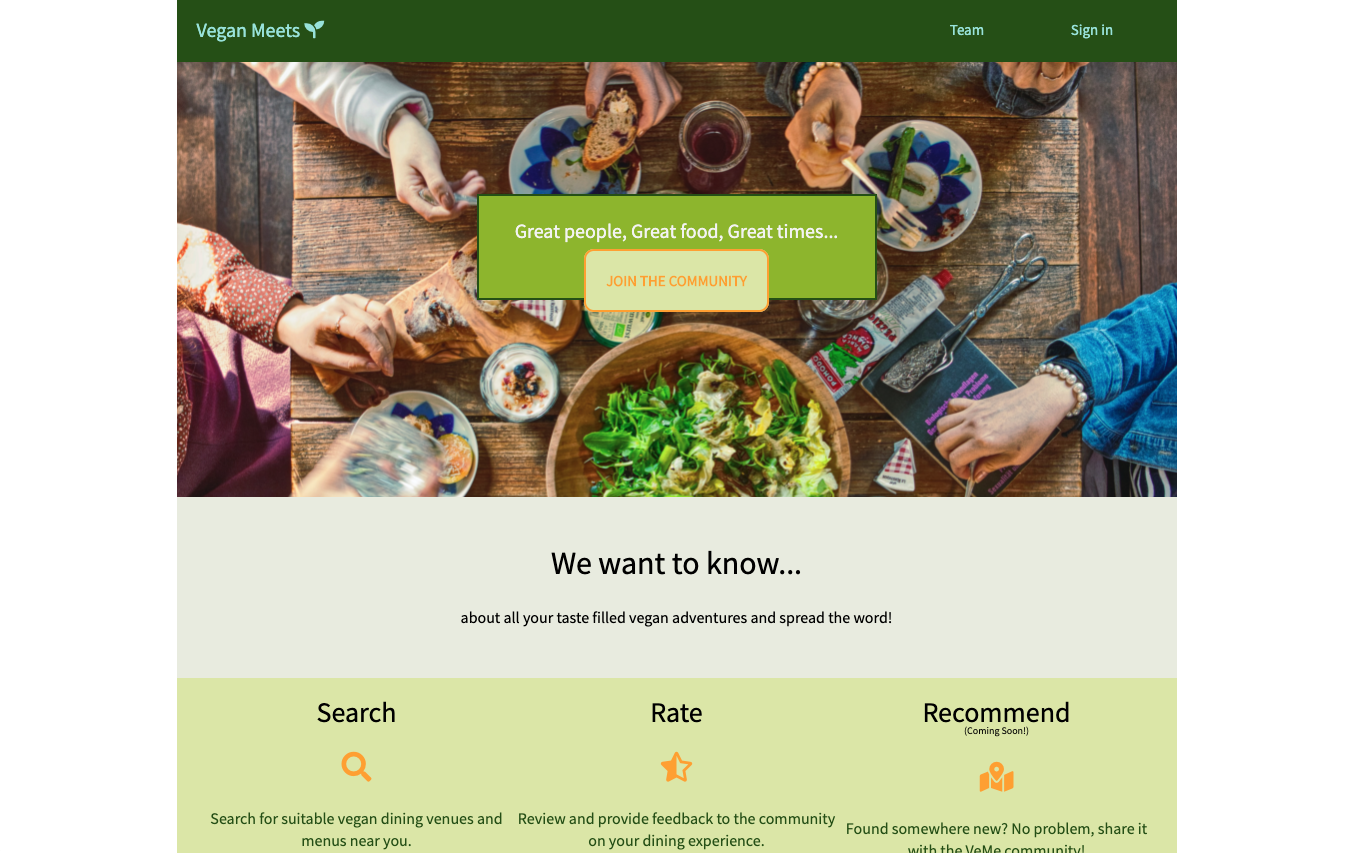 Vegan Meets
Team
Sign in
Great people, Great food, Great times...
JOIN THE COMMUNITY
POMODO
We want to know...
about all your taste filled vegan adventures and spread the word!
Search
Rate
Recommend
(Coming Soon!)
Search for suitable vegan dining venues and
menus near you.
Review and provide feedback to the community
on your dining experience.
Found somewhere new? No problem, share it
with the VeMe community!